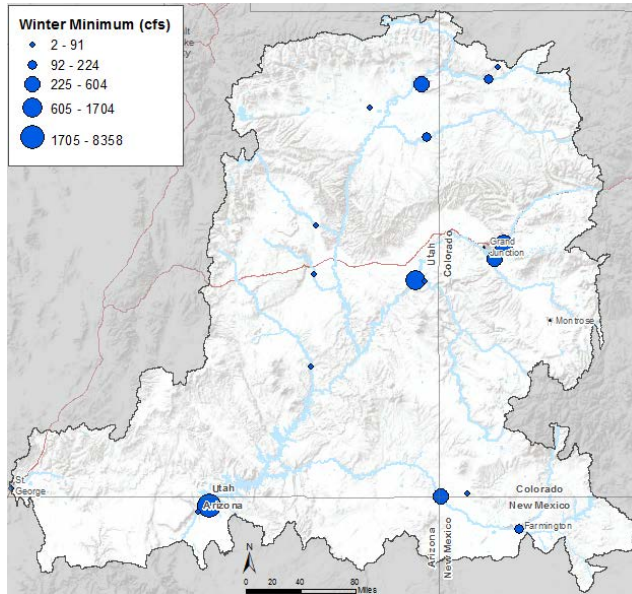 Winter Minimum (cfs)
2 - 91
92 - 224
225 - 604
605 - 1704
1705 - 8358
Utah
Colorado
Grand
Junction
Montrose
St.
George
Utah
Arizona
Colorado
New Mexico
Arizona
New Mexico
Farmington
N
0
20
40
80
Miles